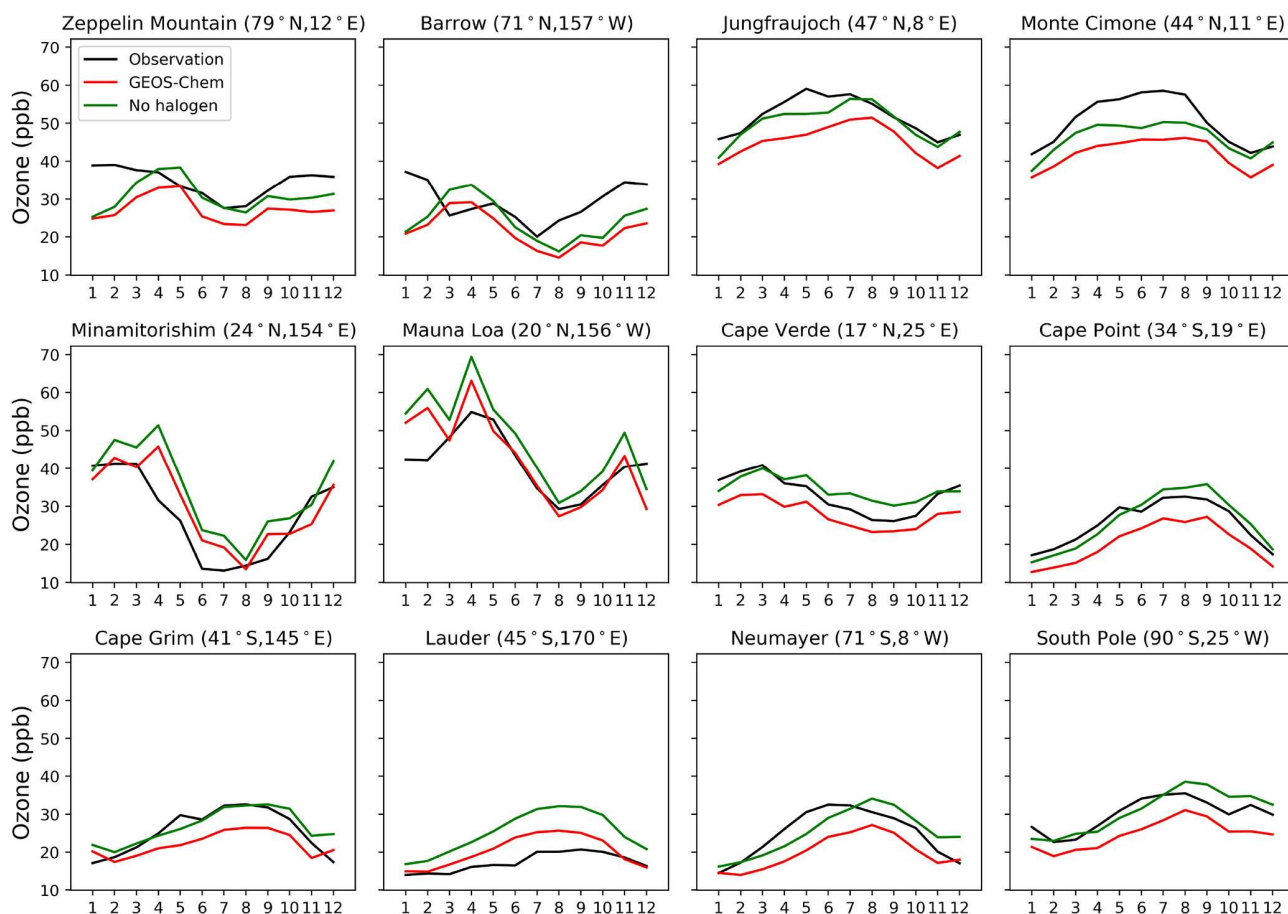 Zeppelin Mountain (79°N,12°E)
Barrow (71°N,157°W)
Jungfraujoch (47°N,8°E)
Monte Cimone (44°N,11°E)
Ozone (ppb)
70
60
50
40
30
20
10
Observation
GEOS-Chem
No halogen
1 2 3 4 5 6 7 8 9 10 11 12
1 2 3 4 5 6 7 8 9 10 11 12
1 2 3 4 5 6 7 8 9 10 11 12
1 2 3 4 5 6 7 8 9 10 11 12
Minamitorishim (24°N,154°E)
Mauna Loa (20°N,156°W)
Cape Verde (17°N,25°E)
Cape Point (34°S,19°E)
Ozone (ppb)
70
60
50
40
30
20
10
1 2 3 4 5 6 7 8 9 10 11 12
1 2 3 4 5 6 7 8 9 10 11 12
1 2 3 4 5 6 7 8 9 10 11 12
1 2 3 4 5 6 7 8 9 10 11 12
Cape Grim (41°S,145°E)
Lauder (45°S,170°E)
Neumayer (71°S,8°W)
South Pole (90°S,25°W)
Ozone (ppb)
70
60
50
40
30
20
10
1 2 3 4 5 6 7 8 9 10 11 12
1 2 3 4 5 6 7 8 9 10 11 12
1 2 3 4 5 6 7 8 9 10 11 12
1 2 3 4 5 6 7 8 9 10 11 12